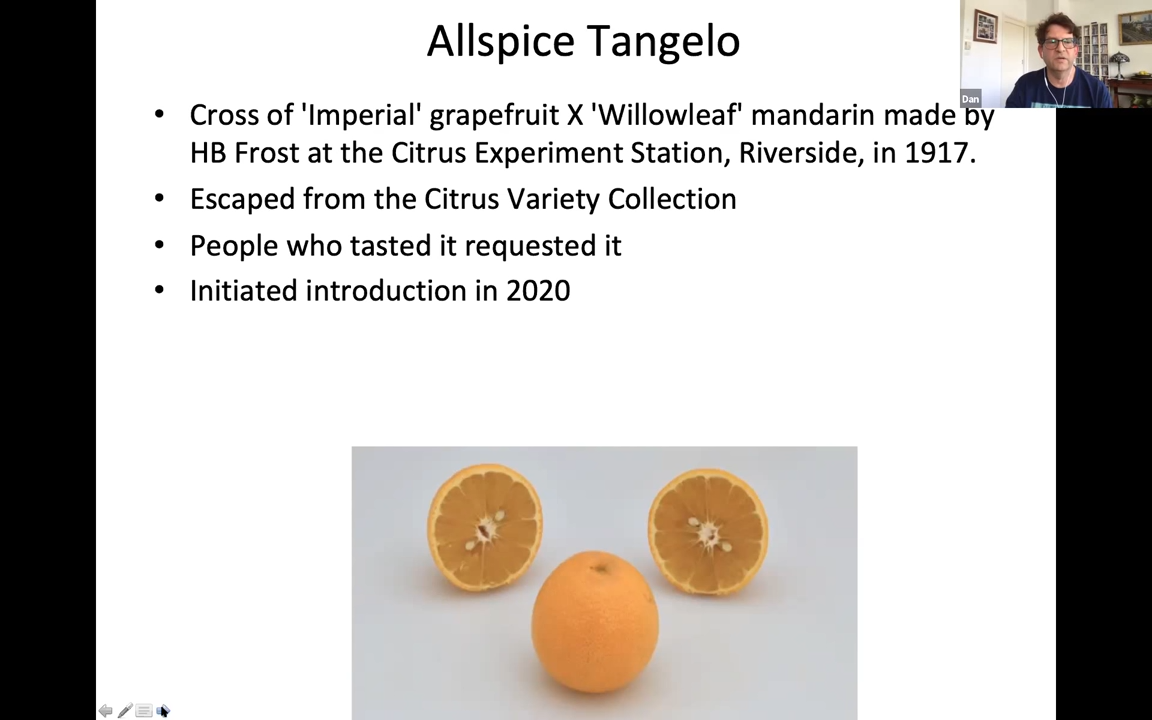 Allspice Tangelo
Dan
• Cross of 'Imperial' grapefruit X 'Willowleaf' mandarin made by
HB Frost at the Citrus Experiment Station, Riverside, in 1917.
• Escaped from the Citrus Variety Collection
• People who tasted it requested it
• Initiated introduction in 2020